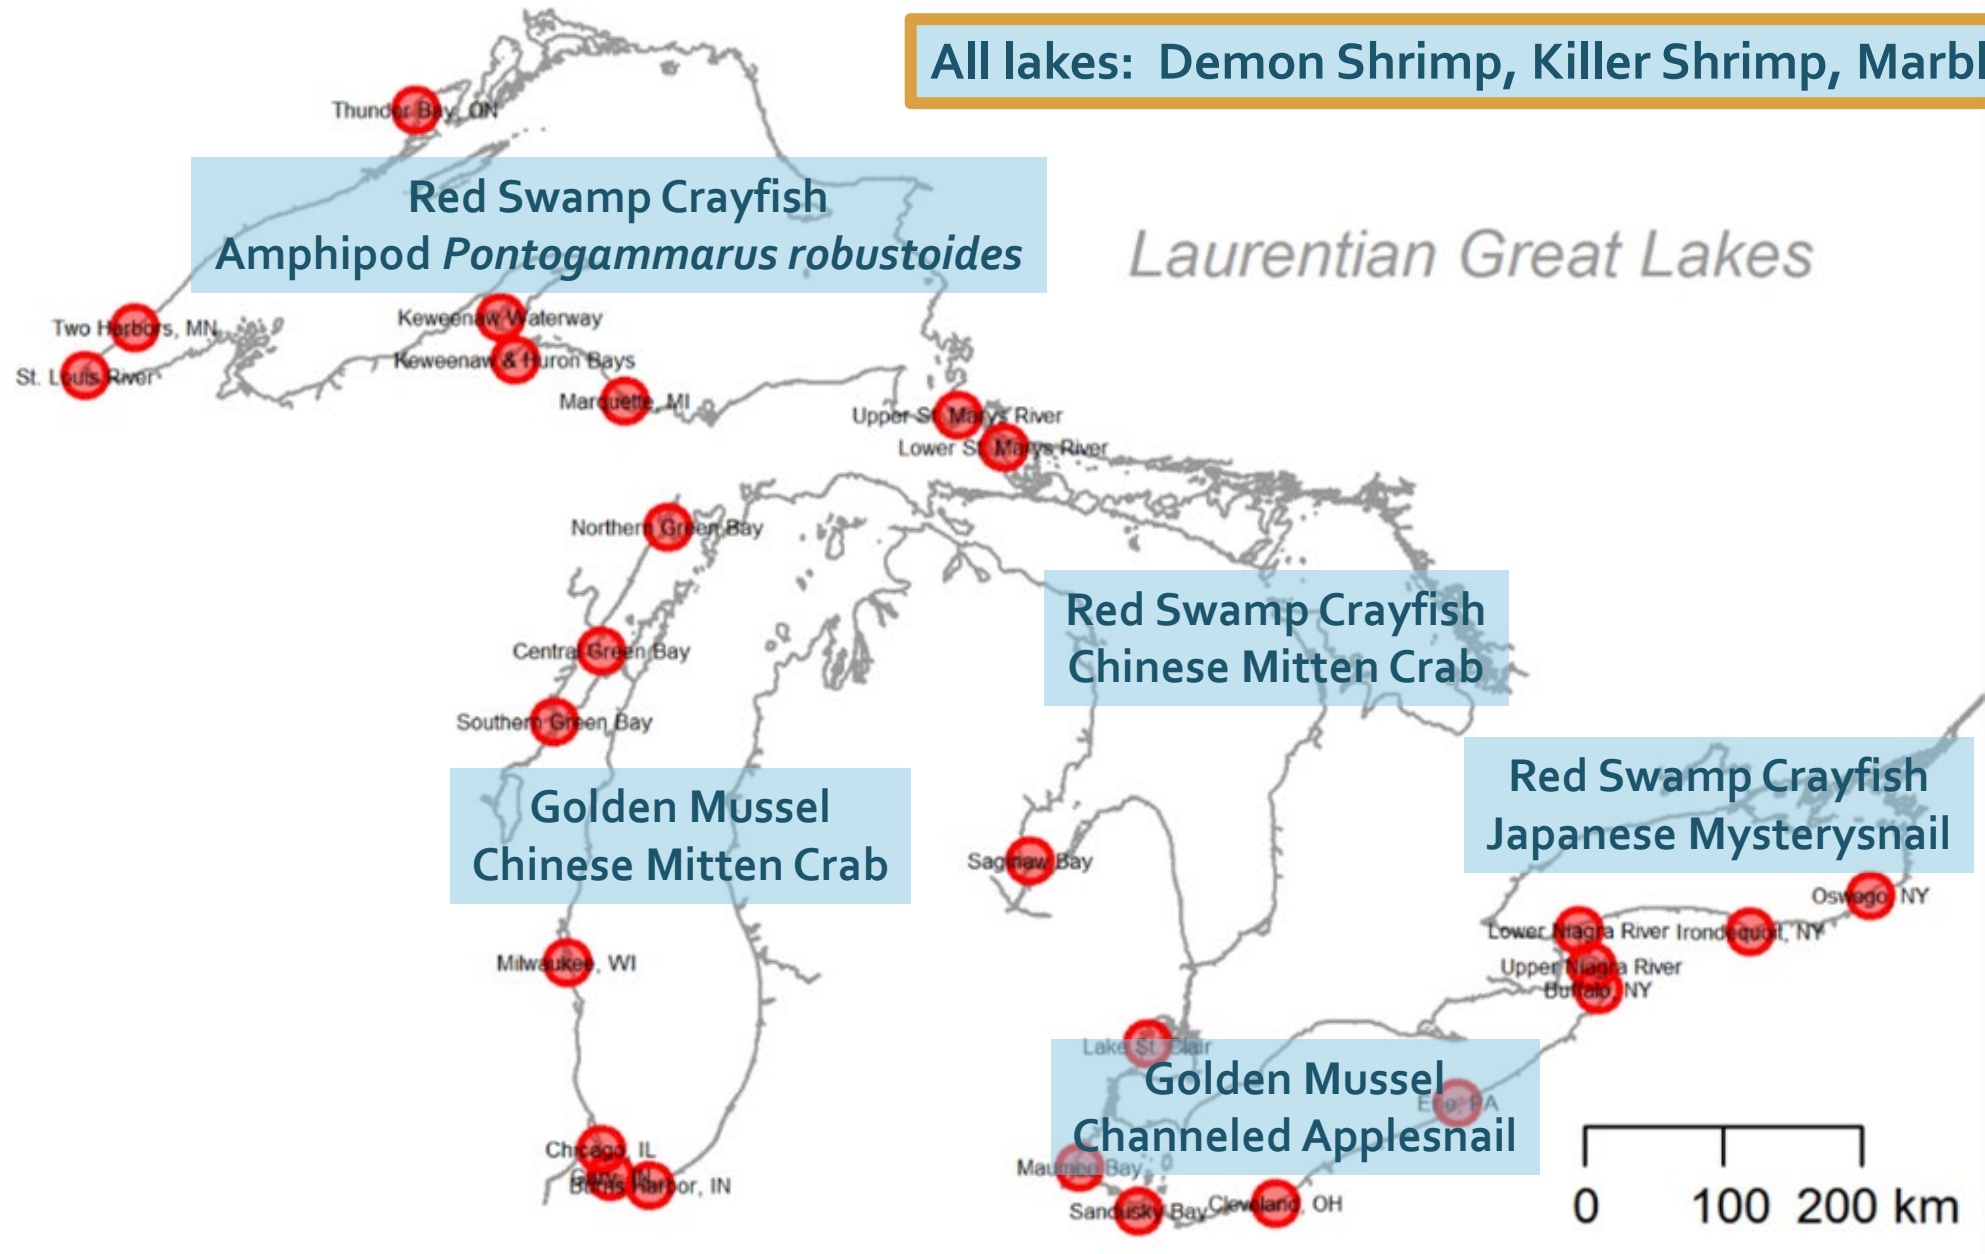 All lakes: Demon Shrimp, Killer Shrimp, Marbl
Thunder Bay, ON
Red Swamp Crayfish
Amphipod Pontogammarus robustoides
Laurentian Great Lakes
Two Harbors, MN
St. Louis River
Keweenaw Waterway
Keweenaw & Huron Bays
Marquette, MI
Upper St. Marys River
Lower St. Marys River
Northern Green Bay
Central Green Bay
Southern Green Bay
Red Swamp Crayfish
Chinese Mitten Crab
Golden Mussel
Chinese Mitten Crab
Red Swamp Crayfish
Japanese Mysterysnail
Saginaw Bay
Oswego, NY
Lower Niagra River
Irondequoit, NY
Upper Niagra River
Buffalo, NY
Milwaukee, WI
Lake St. Clair
Golden Mussel
Channeled Applesnail
Erie, PA
Maumee Bay
Sandusky Bay
Cleveland, OH
Chicago, IL
Gary, IN
Burns Harbor, IN
0 100 200 km